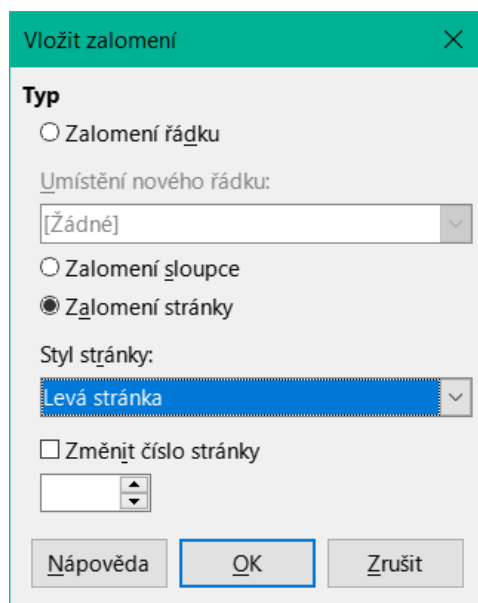 Vložit zalomení
Typ
Zalomení řádku
Umístění nového řádku:
[Žádné]
Zalomení sloupce
Zalomení stránky
Styl stránky:
Levá stránka
Změnit číslo stránky
Nápověda OK Zrušit